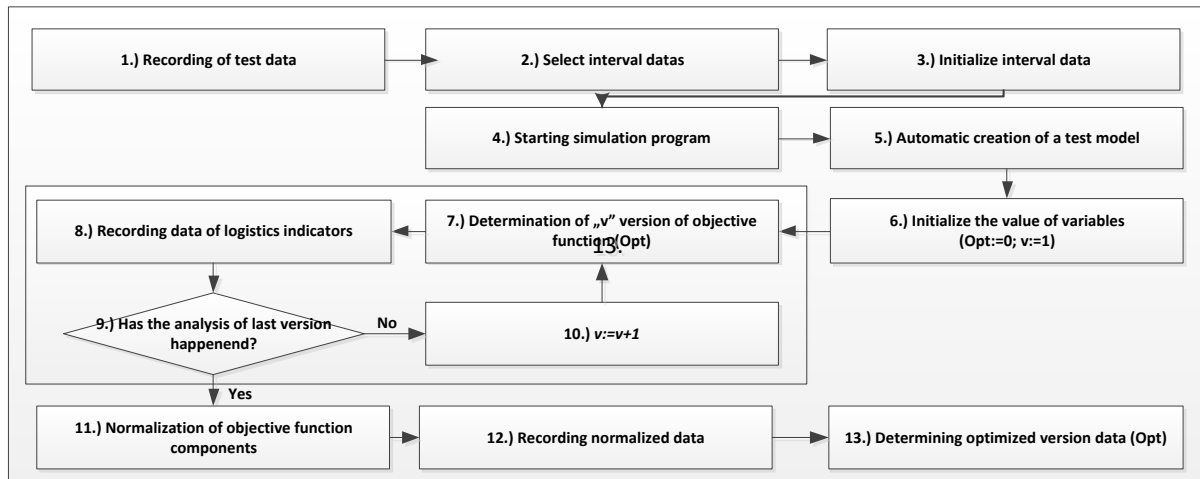 1.) Recording of test data
2.) Select interval datas
3.) Initialize interval data
4.) Starting simulation program
5.) Automatic creation of a test model
6.) Initialize the value of variables
(Opt:=0; v:=1)
7.) Determination of „v” version of objective
function (Opt)
13.
8.) Recording data of logistics indicators
9.) Has the analysis of last version
happenend?
No
10.) v:=v+1
Yes
11.) Normalization of objective function
components
12.) Recording normalized data
13.) Determining optimized version data (Opt)